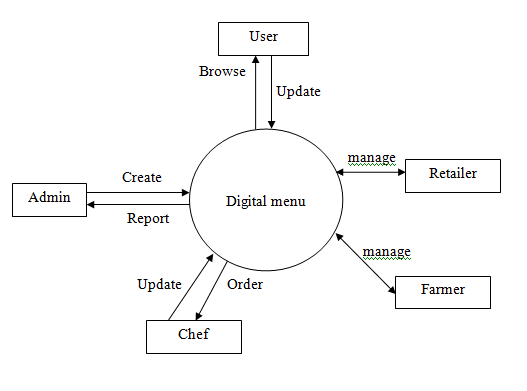 User
Browse
Update
manage
Retailer
Create
Admin
Digital menu
Report
manage
Update
Order
Farmer
Chef